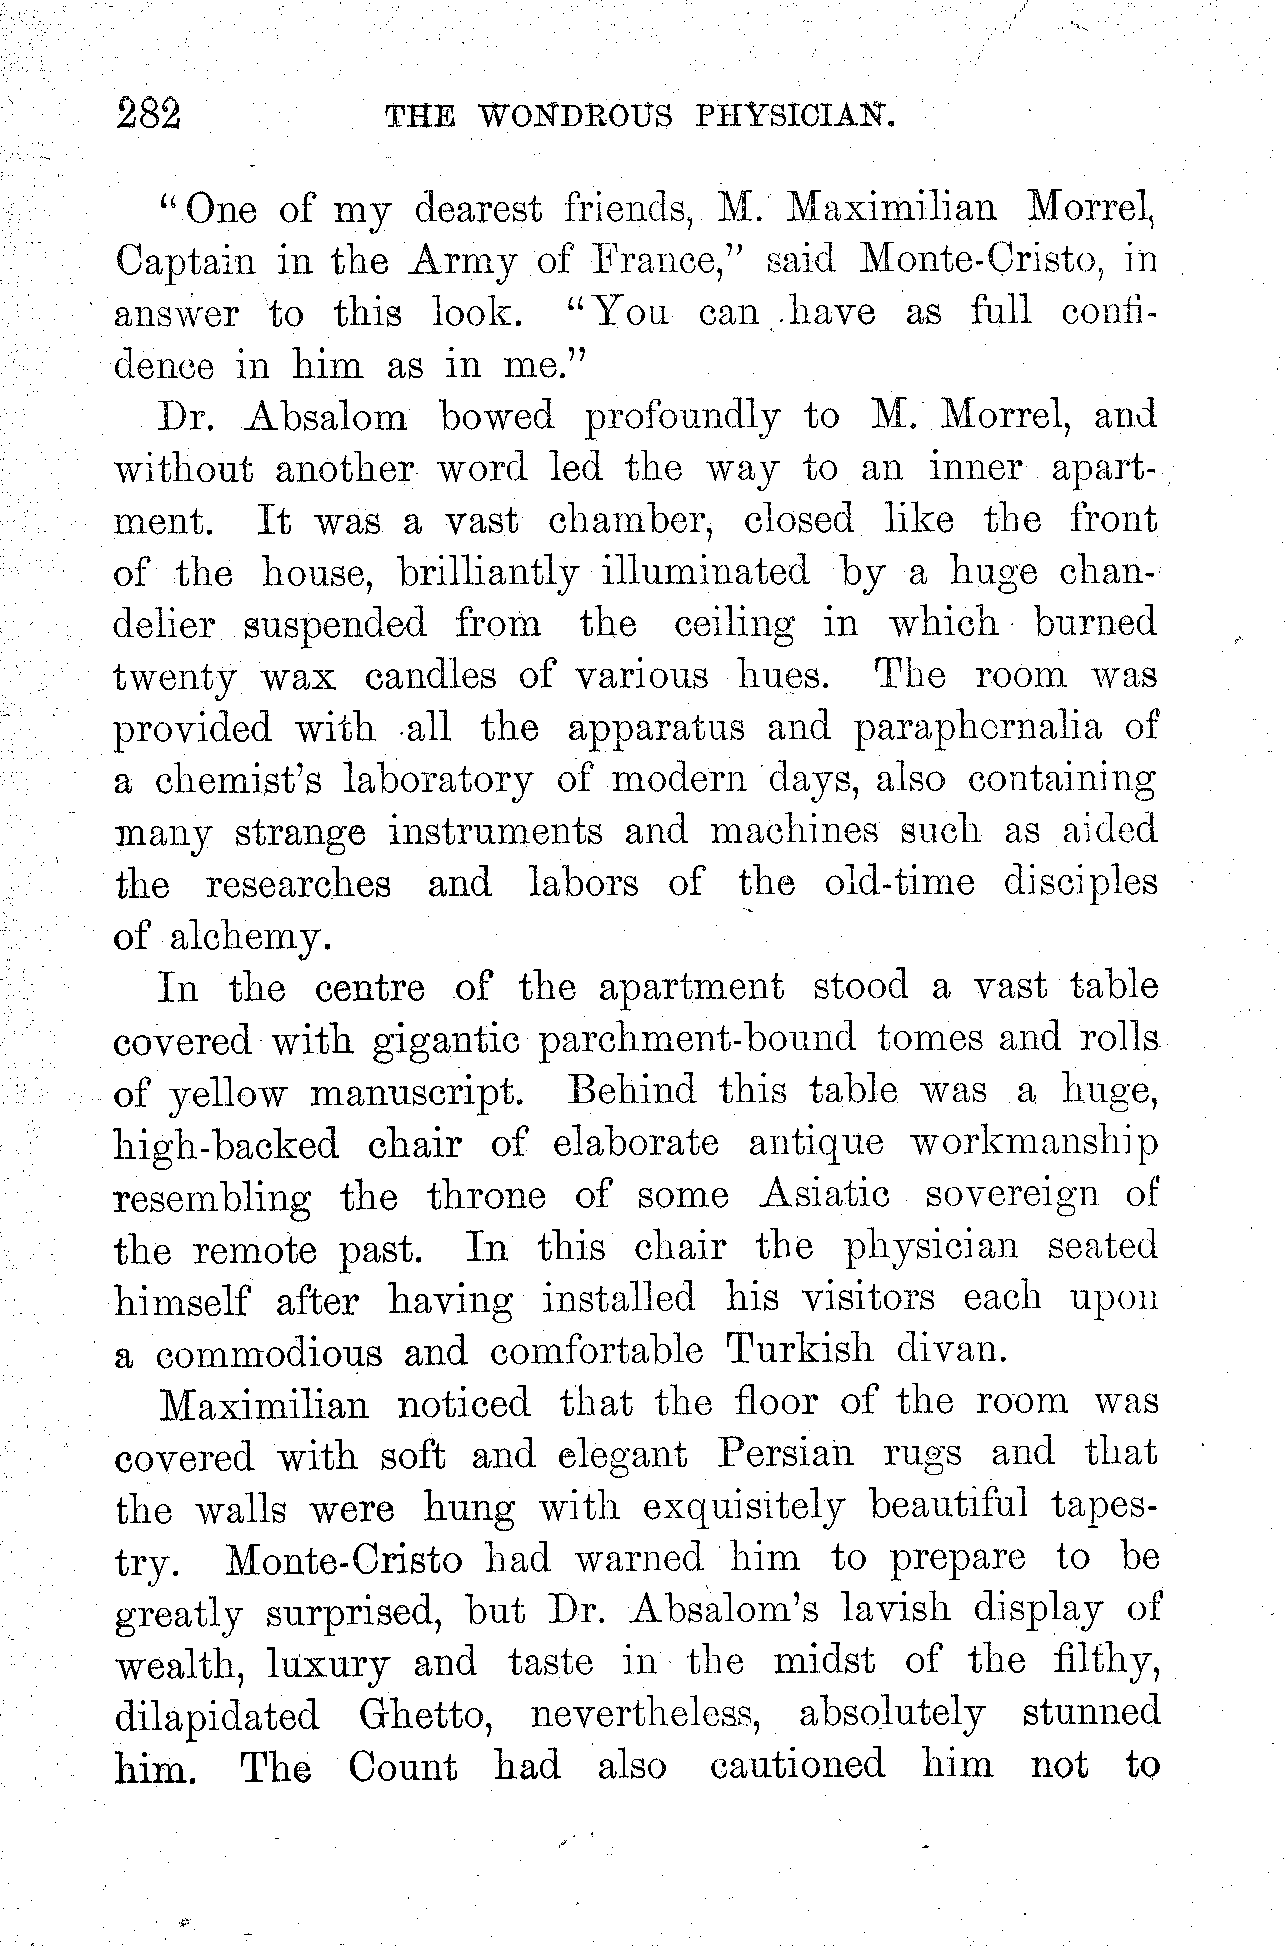 282 THE WONDROUS PHYSICIAN.
“One of my dearest friends, M. Maximilian Morrel,
Captain in the Army of France,” said Monte-Cristo, in
answer to this look. “You can have as full confi-
dence in him as in me.”
Dr. Absalom bowed profoundly to M. Morrel, and
without another word led the way to an inner apart-
ment. It was a vast chamber, closed like the front
of the house, brilliantly illuminated by a huge chan-
delier suspended from the ceiling in which burned
twenty wax candles of various hues. The room was
provided with all the apparatus and paraphernalia of
a chemist’s laboratory of modern days, also containing
many strange instruments and machines such as aided
the researches and labors of the old-time disciples
of alchemy.
In the centre of the apartment stood a vast table
covered with gigantic parchment-bound tomes and rolls
of yellow manuscript. Behind this table was a huge,
high-backed chair of elaborate antique workmanship
resembling the throne of some Asiatic sovereign of
the remote past. In this chair the physician seated
himself after having installed his visitors each upon
a commodious and comfortable Turkish divan.
Maximilian noticed that the floor of the room was
covered with soft and elegant Persian rugs and that
the walls were hung with exquisitely beautiful tapes-
try. Monte-Cristo had warned him to prepare to be
greatly surprised, but Dr. Absalom’s lavish display of
wealth, luxury and taste in the midst of the filthy,
dilapidated Ghetto, nevertheless, absolutely stunned
him. The Count had also cautioned him not to